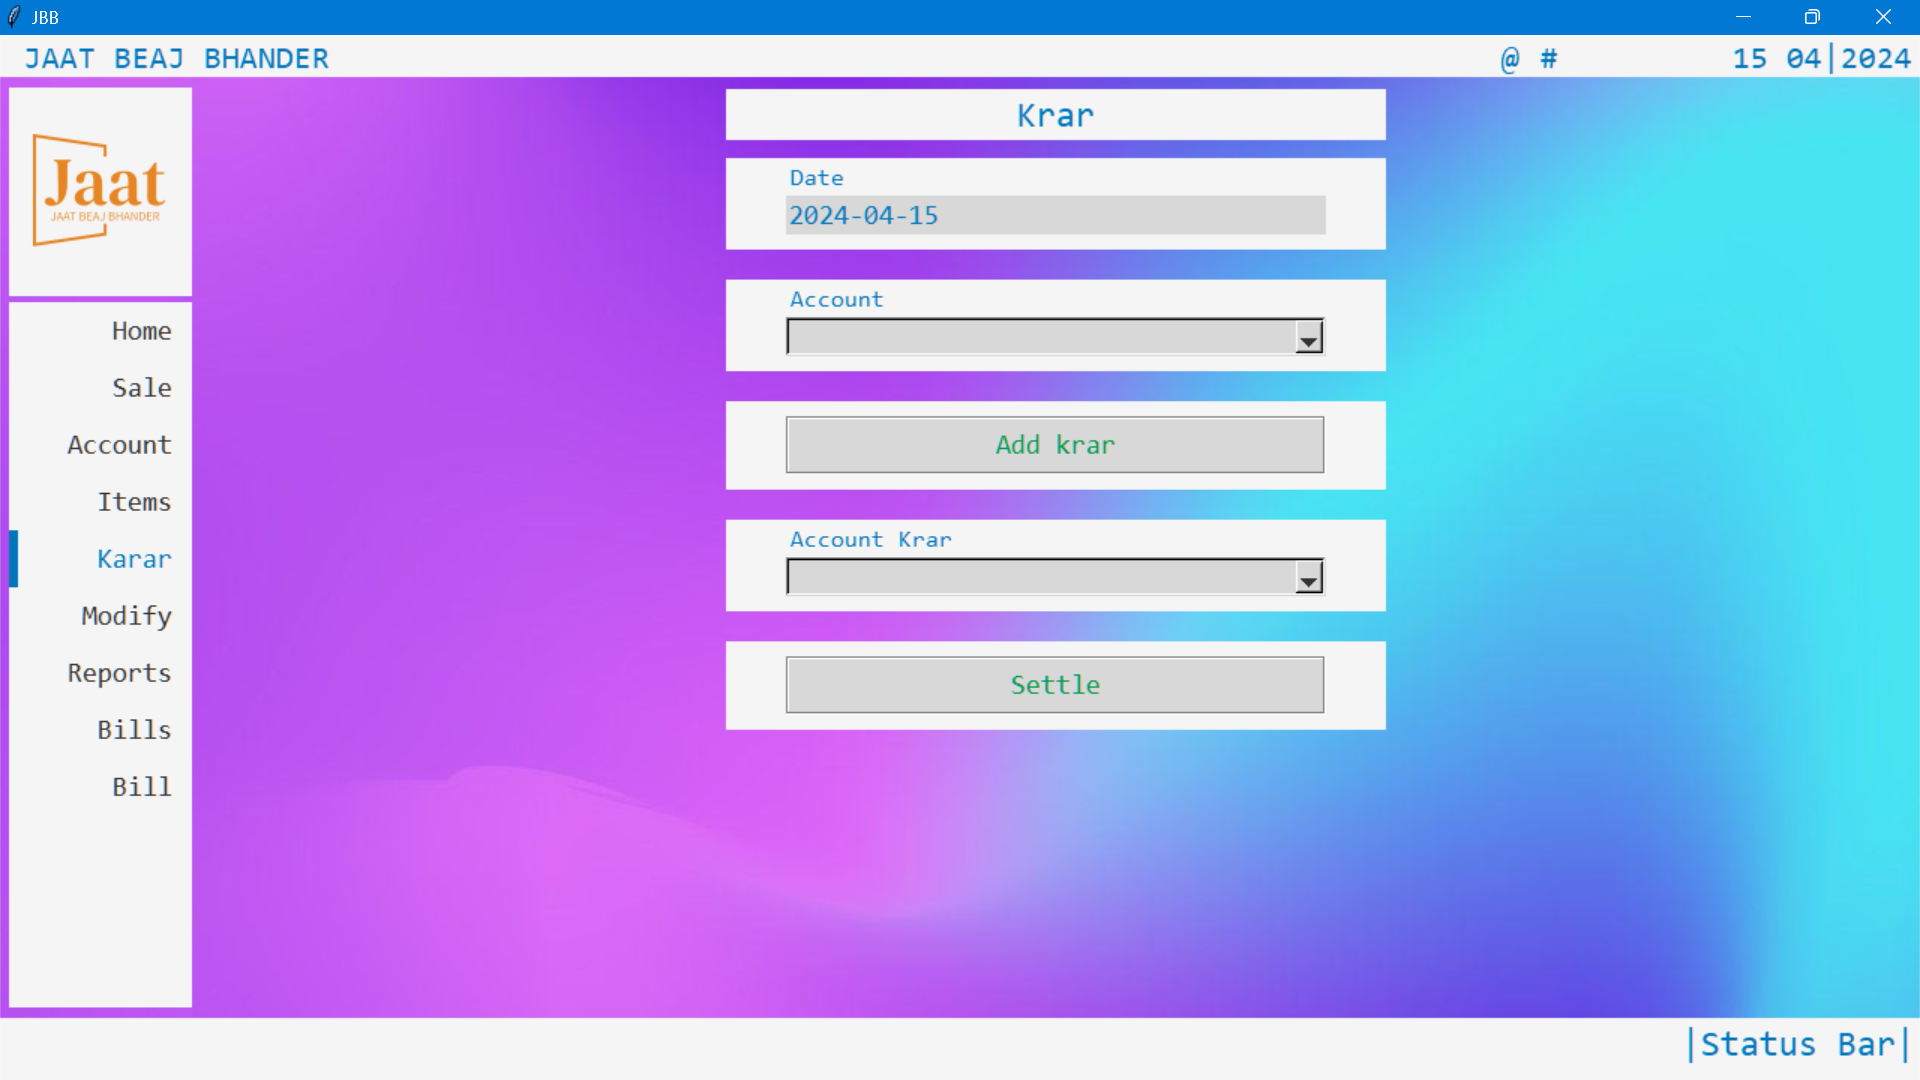 JBB
JAAT BEAJ BHANDER
@ #
15 04|2024
Jaat
JAAT BEAJ BHANDER
Home
Sale
Account
Items
Karar
Modify
Reports
Bills
Bill
Krar
Date
2024-04-15
Account
Add krar
Account Krar
Settle
|Status Bar|